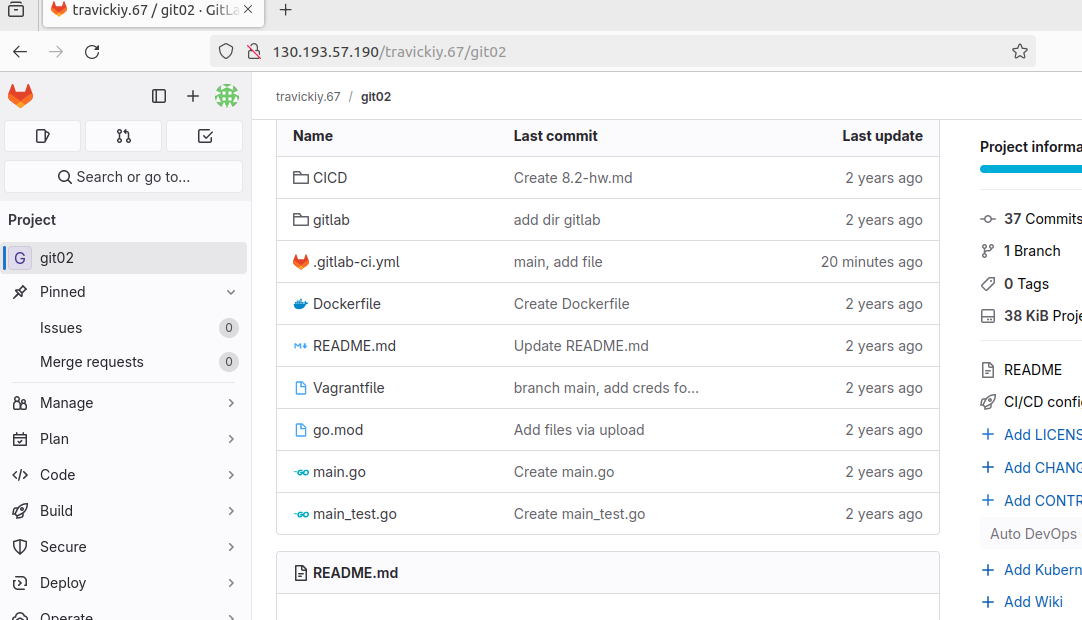 travickiy.67 / git02 · GitLa
130.193.57.190/travickiy.67/git02
travickiy.67 / git02
Search or go to...
Project
G git02
Pinned
Issues 0
Merge requests 0
Manage
Plan
Code
Build
Secure
Deploy
Operate
Name Last commit Last update
CICD Create 8.2-hw.md 2 years ago
gitlab add dir gitlab 2 years ago
.gitlab-ci.yml main, add file 20 minutes ago
Dockerfile Create Dockerfile 2 years ago
README.md Update README.md 2 years ago
Vagrantfile branch main, add creds fo... 2 years ago
go.mod Add files via upload 2 years ago
main.go Create main.go 2 years ago
main_test.go Create main_test.go 2 years ago
README.md
Project informa
37 Commits
1 Branch
0 Tags
38 KiB Proje
README
CI/CD confi
+ Add LICENS
+ Add CHANG
+ Add CONTR
Auto DevOps
+ Add Kubern
+ Add Wiki